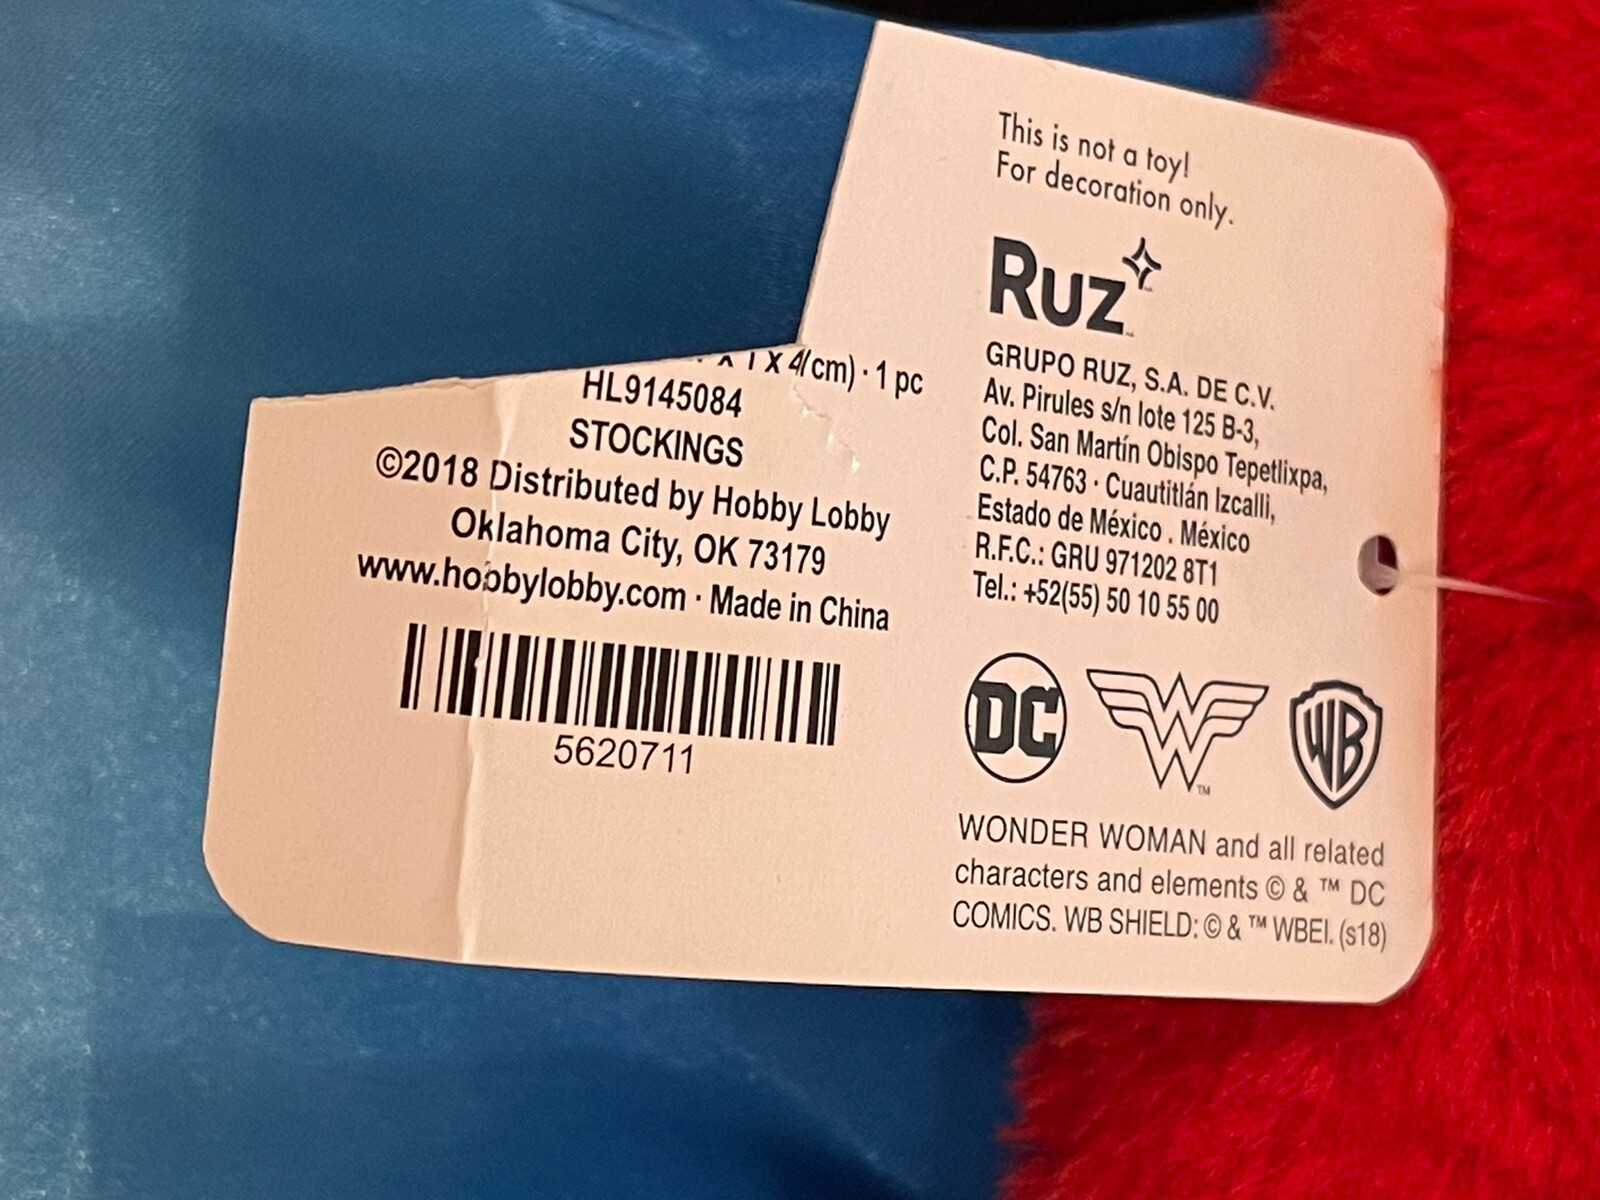 x 1 x 4(cm) · 1 pc
HL9145084
STOCKINGS
©2018 Distributed by Hobby Lobby
Oklahoma City, OK 73179
www.hobbylobby.com · Made in China
5620711
This is not a toy!
For decoration only.
Ruz
GRUPO RUZ, S.A. DE C.V.
Av. Pirules s/n lote 125 B-3,
Col. San Martín Obispo Tepetlixpa,
C.P. 54763 · Cuautitlán Izcalli,
Estado de México . México
R.F.C.: GRU 971202 8T1
Tel.: +52(55) 50 10 55 00
DC W ™ WB
WONDER WOMAN and all related
characters and elements © & ™ DC
COMICS. WB SHIELD: © & ™ WBEI. (s18)